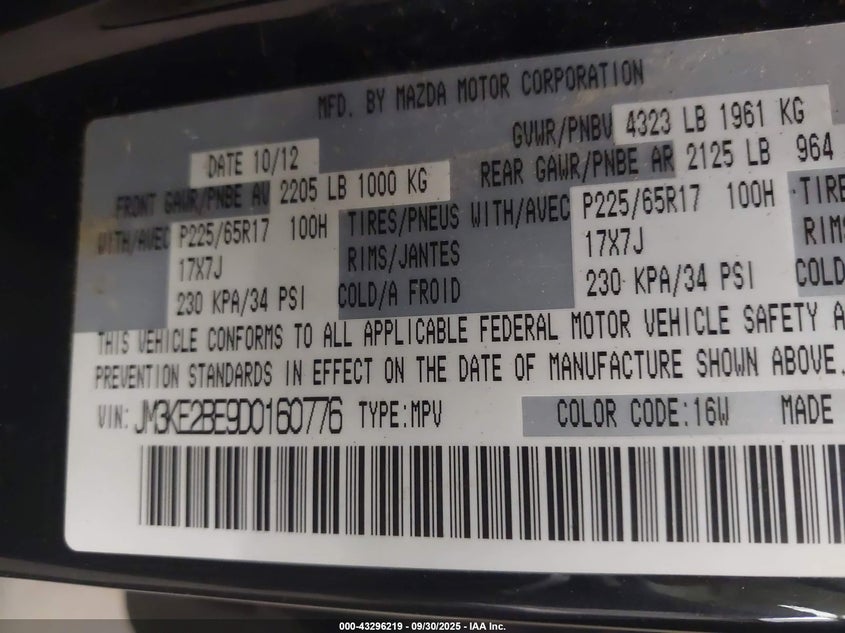 MFD. BY MAZDA MOTOR CORPORATION
DATE 10/12 GVWR/PNBV 4323 LB 1961 KG
FRONT GAWR/PNBE AV 2205 LB 1000 KG REAR GAWR/PNBE AR 2125 LB 964
WITH/AVEC P225/65R17 100H TIRES/PNEUS WITH/AVEC P225/65R17 100H TIRE
17X7J RIMS/JANTES 17X7J RIM
230 KPA/34 PSI COLD/A FROID 230 KPA/34 PSI COLD
THIS VEHICLE CONFORMS TO ALL APPLICABLE FEDERAL MOTOR VEHICLE SAFETY A
PREVENTION STANDARDS IN EFFECT ON THE DATE OF MANUFACTURE SHOWN ABOVE.
VIN: JM3KE2BE9D0160776 TYPE:MPV COLOR CODE:16W MADE
000-43296219 - 09/30/2025 - IAA Inc.